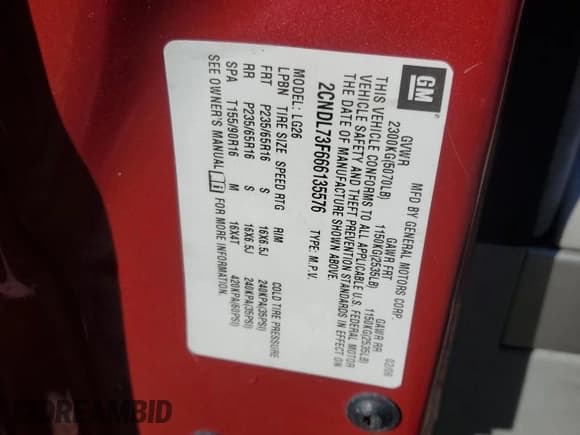 GM
®
MFD BY GENERAL MOTORS CORP. 02/06
GVWR GAWR FRT GAWR RR
2300KG(5070LB) 1150KG(2535LB) 1150KG(2535LB)
THIS VEHICLE CONFORMS TO ALL APPLICABLE U.S. FEDERAL MOTOR
VEHICLE SAFETY AND THEFT PREVENTION STANDARDS IN EFFECT ON
THE DATE OF MANUFACTURE SHOWN ABOVE.
2CNDL73F666135576 TYPE: M.P.V.
MODEL: LG26
LPBN TIRE SIZE SPEED RTG RIM COLD TIRE PRESSURE
FRT P235/65R16 S 16X6.5J 240KPA(35PSI)
RR P235/65R16 S 16X6.5J 240KPA(35PSI)
SPA T155/90R16 M 16X4T 420KPA(60PSI)
SEE OWNER'S MANUAL FOR MORE INFORMATION.
DREAMBID